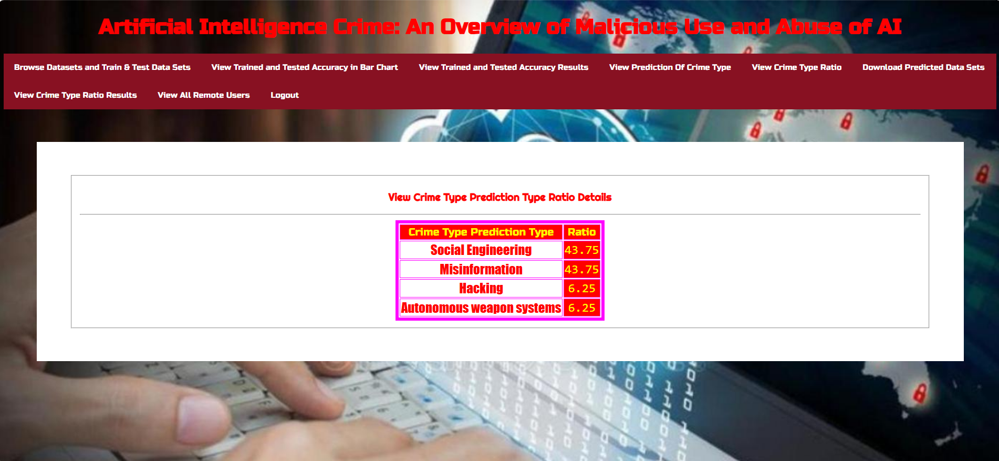 Artificial Intelligence Crime: An Overview of Malicious Use and Abuse of AI
Browse Datasets and Train & Test Data Sets View Trained and Tested Accuracy in Bar Chart View Trained and Tested Accuracy Results View Prediction Of Crime Type View Crime Type Ratio Download Predicted Data Sets
View Crime Type Ratio Results View All Remote Users Logout
View Crime Type Prediction Type Ratio Details
Crime Type Prediction Type Ratio
Social Engineering 43.75
Misinformation 43.75
Hacking 6.25
Autonomous weapon systems 6.25